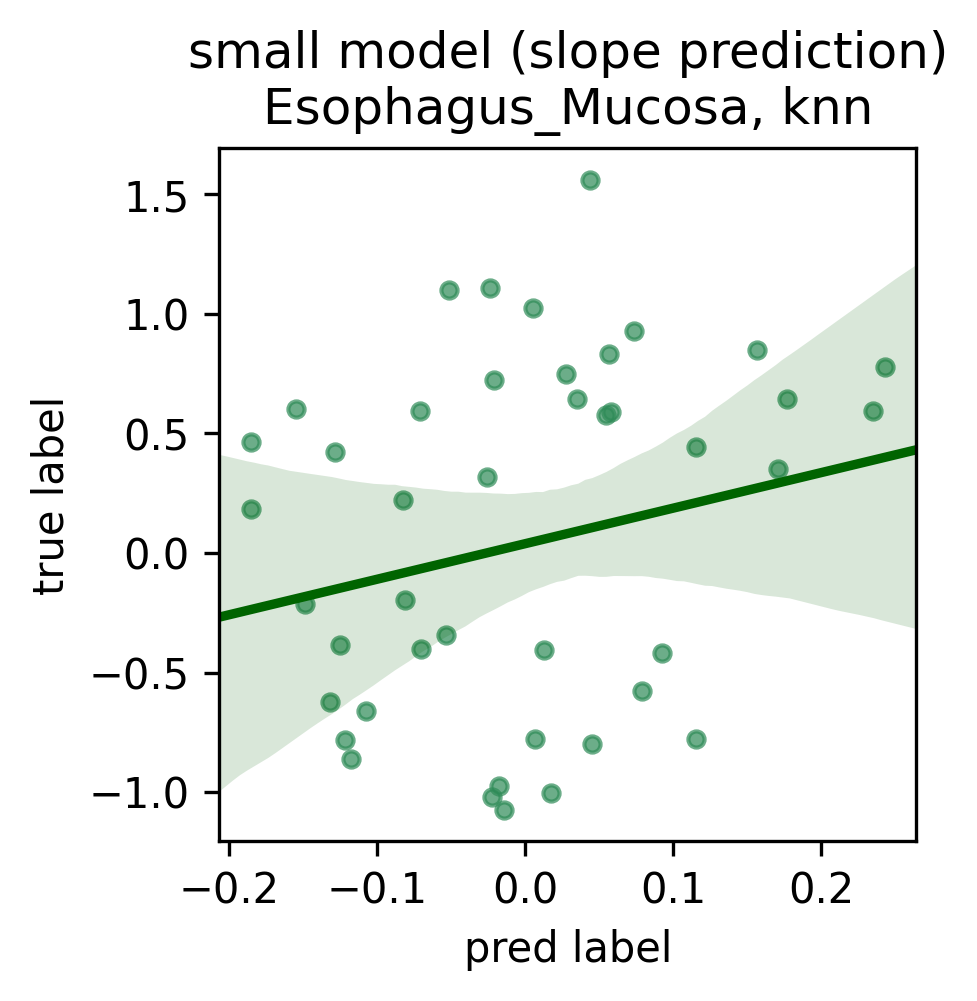 small model (slope prediction)
Esophagus_Mucosa, knn
1.5
1.0
0.5
0.0
−0.5
−1.0
true label
−0.2
−0.1
0.0
0.1
0.2
pred label